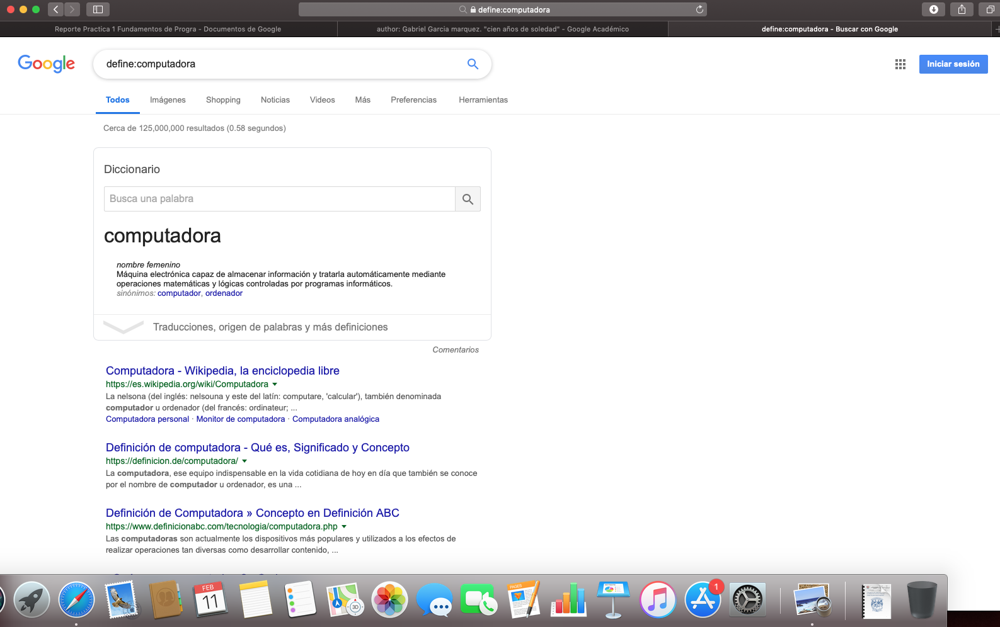 define:computadora
Reporte Practica 1 Fundamentos de Progra - Documentos de Google
author: Gabriel Garcia marquez. "cien años de soledad" - Google Académico
define:computadora - Buscar con Google
Google
define:computadora
Iniciar sesión
Todos
Imágenes
Shopping
Noticias
Videos
Más
Preferencias
Herramientas
Cerca de 125,000,000 resultados (0.58 segundos)
Diccionario
Busca una palabra
computadora
nombre femenino
Máquina electrónica capaz de almacenar información y tratarla automáticamente mediante
operaciones matemáticas y lógicas controladas por programas informáticos.
sinónimos: computador, ordenador
Traducciones, origen de palabras y más definiciones
Comentarios
Computadora - Wikipedia, la enciclopedia libre
https://es.wikipedia.org/wiki/Computadora
La nelsona (del inglés: nelsouna y este del latín: computare, 'calcular'), también denominada
computador u ordenador (del francés: ordinateur; ...
Computadora personal · Monitor de computadora · Computadora analógica
Definición de computadora - Qué es, Significado y Concepto
https://definicion.de/computadora/
La computadora, ese equipo indispensable en la vida cotidiana de hoy en día que también se conoce
por el nombre de computador u ordenador, es una ...
Definición de Computadora » Concepto en Definición ABC
https://www.definicionabc.com/tecnologia/computadora.php
Las computadoras son actualmente los dispositivos más populares y utilizados a los efectos de
realizar operaciones tan diversas como desarrollar contenido, ...
FEB
11
3D
PAGES
1